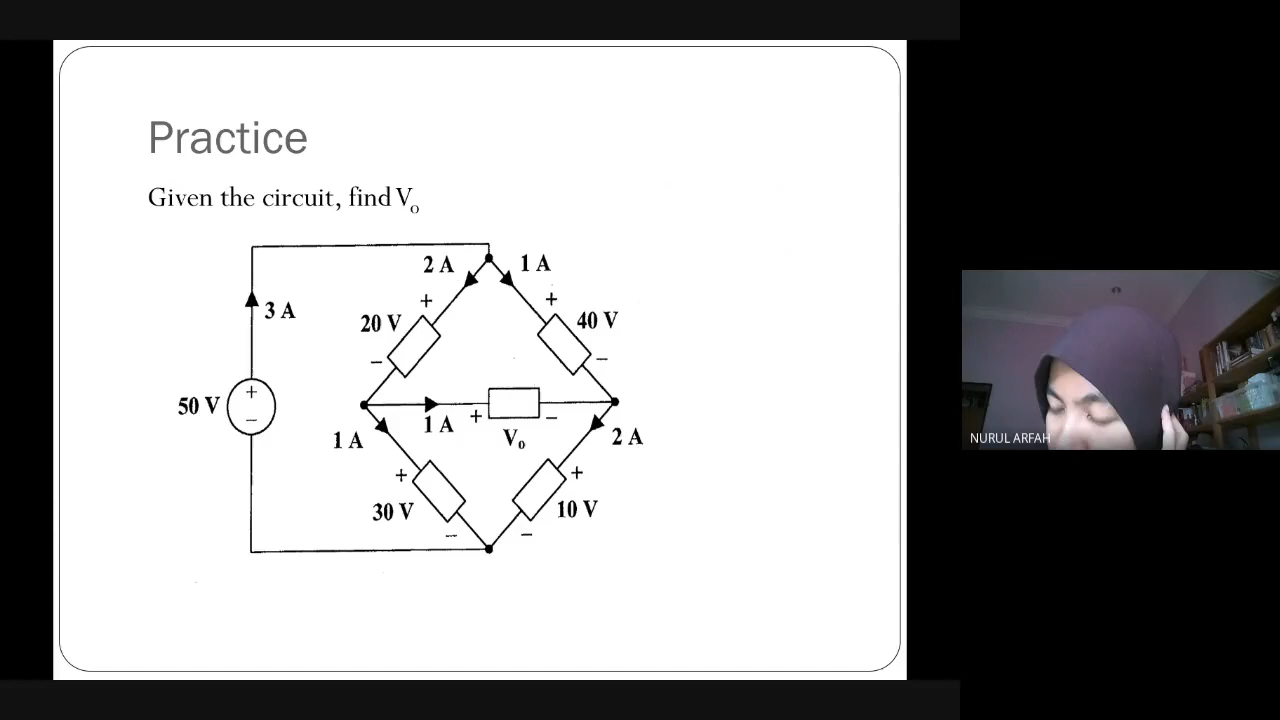 Practice
Given the circuit, find Vo
2 A
1 A
+
+
3 A
20 V
40 V
−
−
50 V
+
−
1 A
+
−
Vo
1 A
2 A
+
+
30 V
10 V
−
−
NURUL ARFAH